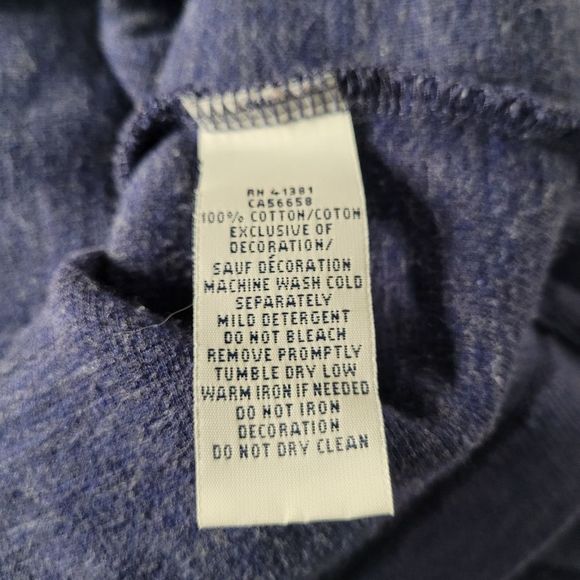 RN 41381
CA56658
100% COTTON/COTON
EXCLUSIVE OF
DECORATION/
SAUF DÉCORATION
MACHINE WASH COLD
SEPARATELY
MILD DETERGENT
DO NOT BLEACH
REMOVE PROMPTLY
TUMBLE DRY LOW
WARM IRON IF NEEDED
DO NOT IRON
DECORATION
DO NOT DRY CLEAN